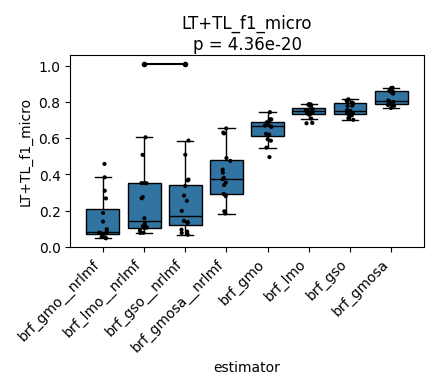 LT+TL_f1_micro
p = 4.36e-20
LT+TL_f1_micro
1.0
0.8
0.6
0.4
0.2
0.0
brf_gmo__nrlmf
brf_lmo__nrlmf
brf_gso__nrlmf
brf_gmosa__nrlmf
brf_gmo
brf_lmo
brf_gso
brf_gmosa
estimator